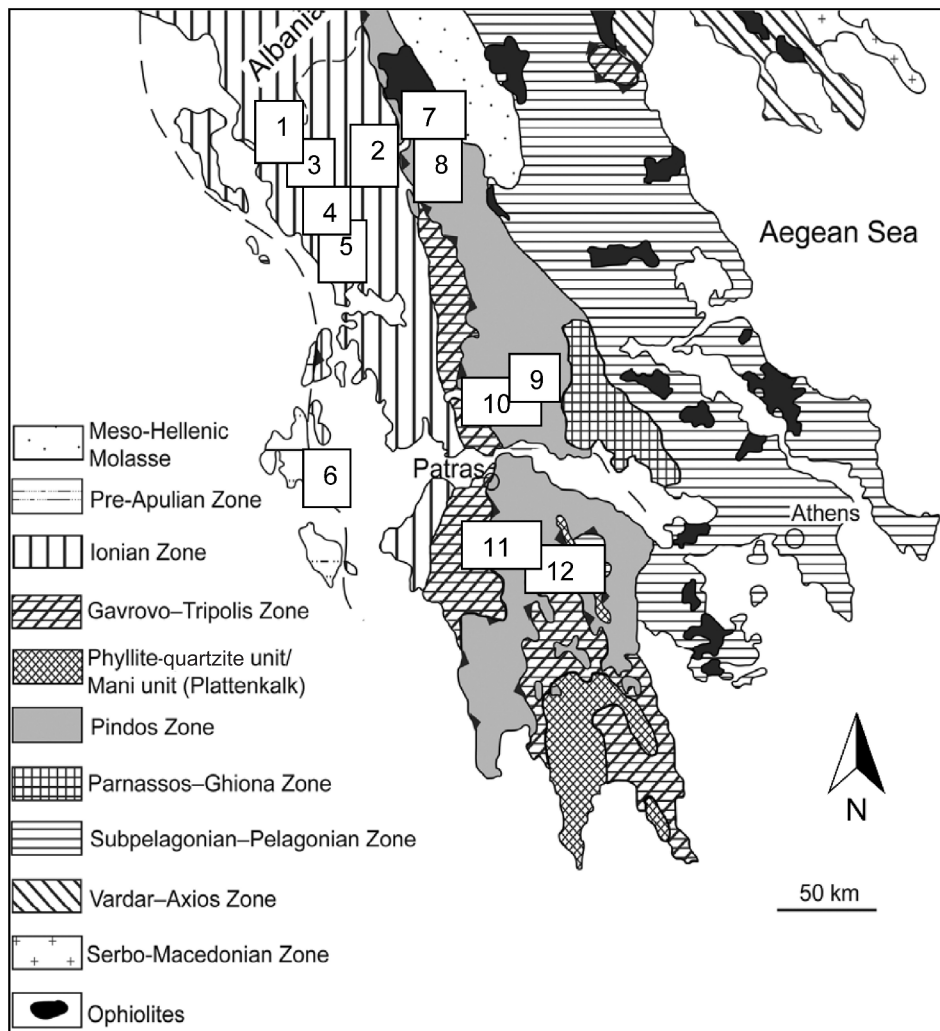 Albania
1
2
3
4
5
6
7
8
9
10
11
12
Aegean Sea
Patras
Athens
Meso-Hellenic
Molasse
Pre-Apulian Zone
Ionian Zone
Gavrovo–Tripolis Zone
Phyllite-quartzite unit/
Mani unit (Plattenkalk)
Pindos Zone
Parnassos–Ghiona Zone
Subpelagonian–Pelagonian Zone
Vardar–Axios Zone
Serbo-Macedonian Zone
Ophiolites
N
50 km